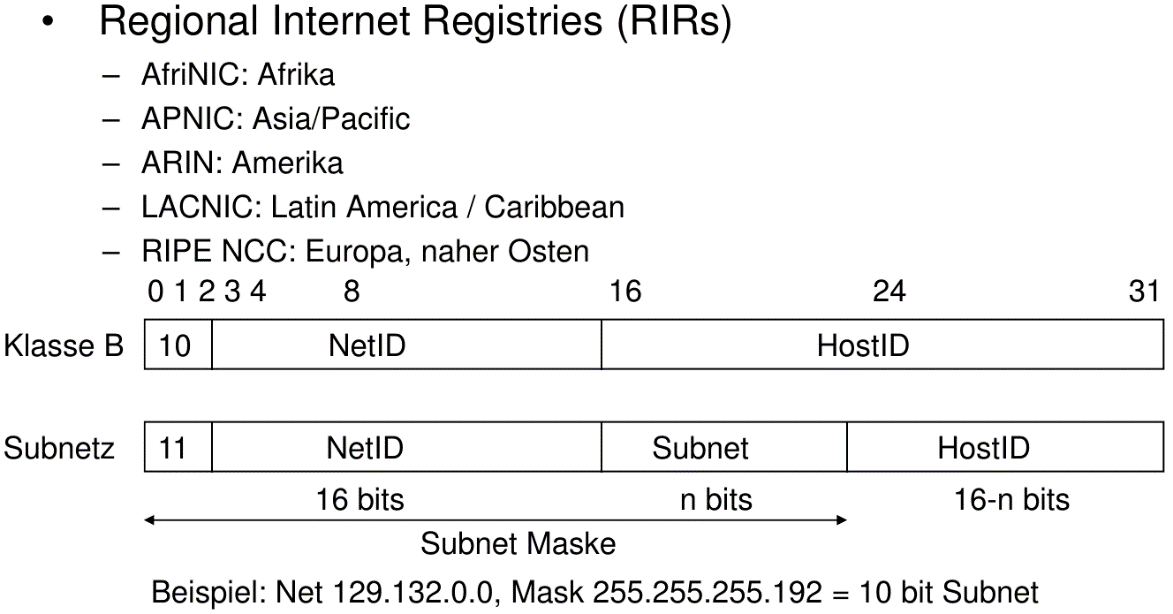 • Regional Internet Registries (RIRs)
– AfriNIC: Afrika
– APNIC: Asia/Pacific
– ARIN: Amerika
– LACNIC: Latin America / Caribbean
– RIPE NCC: Europa, naher Osten
0 1 2 3 4 8 16 24 31
Klasse B 10 NetID HostID
Subnetz 11 NetID Subnet HostID
16 bits n bits 16-n bits
Subnet Maske
Beispiel: Net 129.132.0.0, Mask 255.255.255.192 = 10 bit Subnet